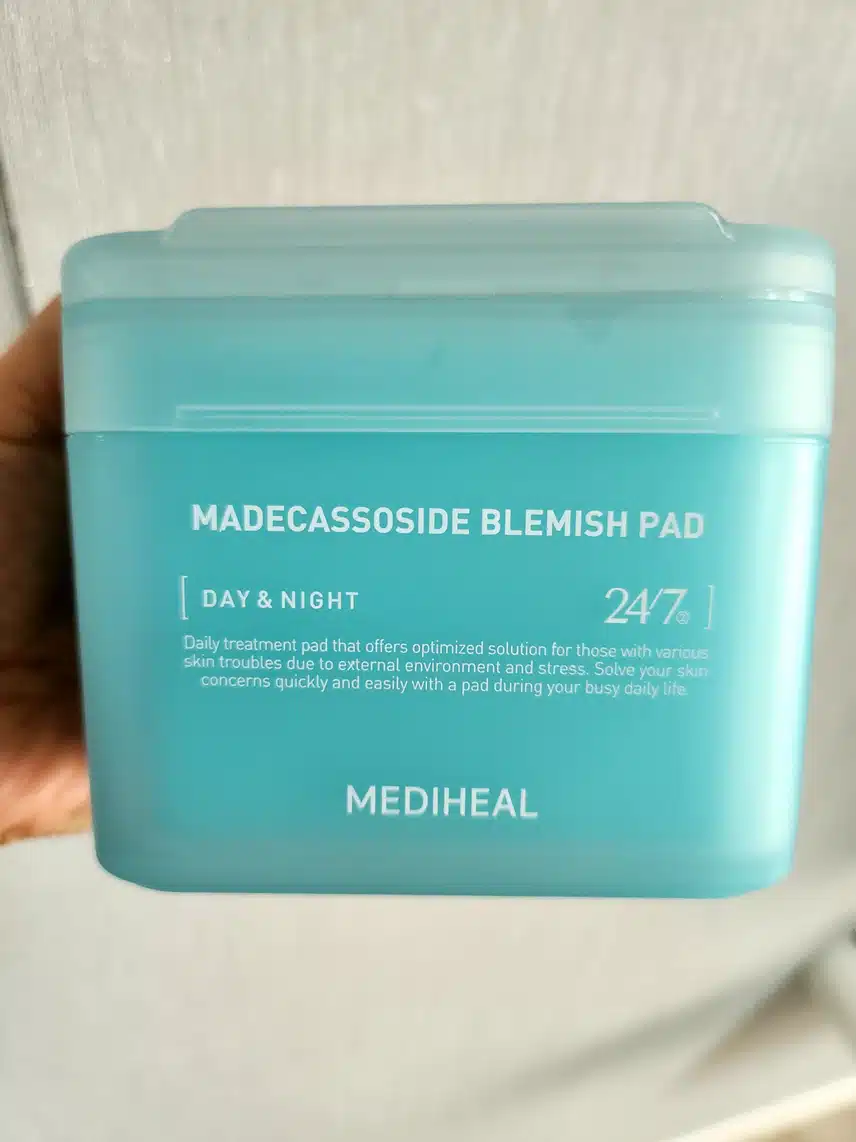 MADECASSOSIDE BLEMISH PAD
[ DAY & NIGHT 24/7 ]
Daily treatment pad that offers optimized solution for those with various
skin troubles due to external environment and stress. Solve your skin
concerns quickly and easily with a pad during your busy daily life.
MEDIHEAL